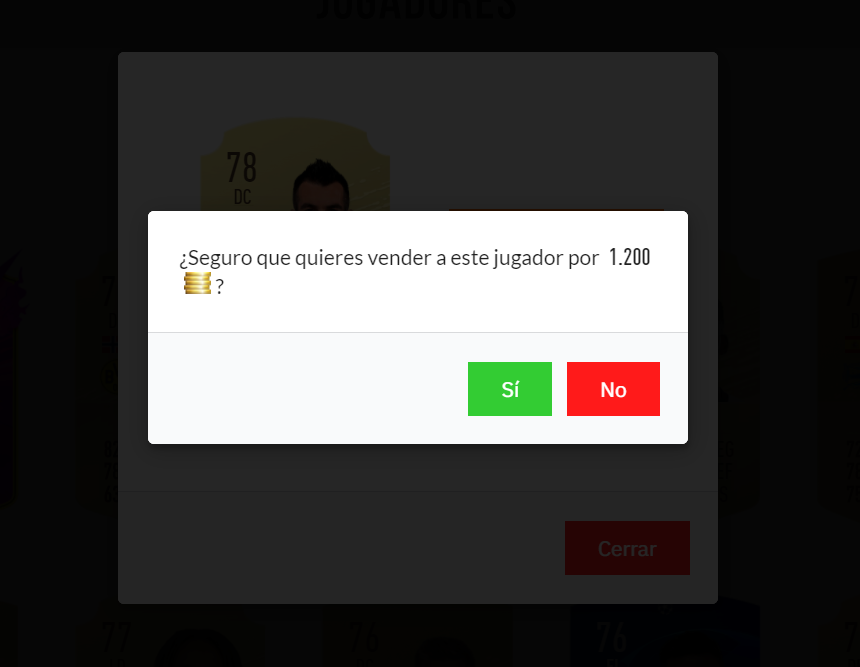 JUGADORES
78
DC
¿Seguro que quieres vender a este jugador por 1.200
?
Sí
No
Cerrar
77
76
76